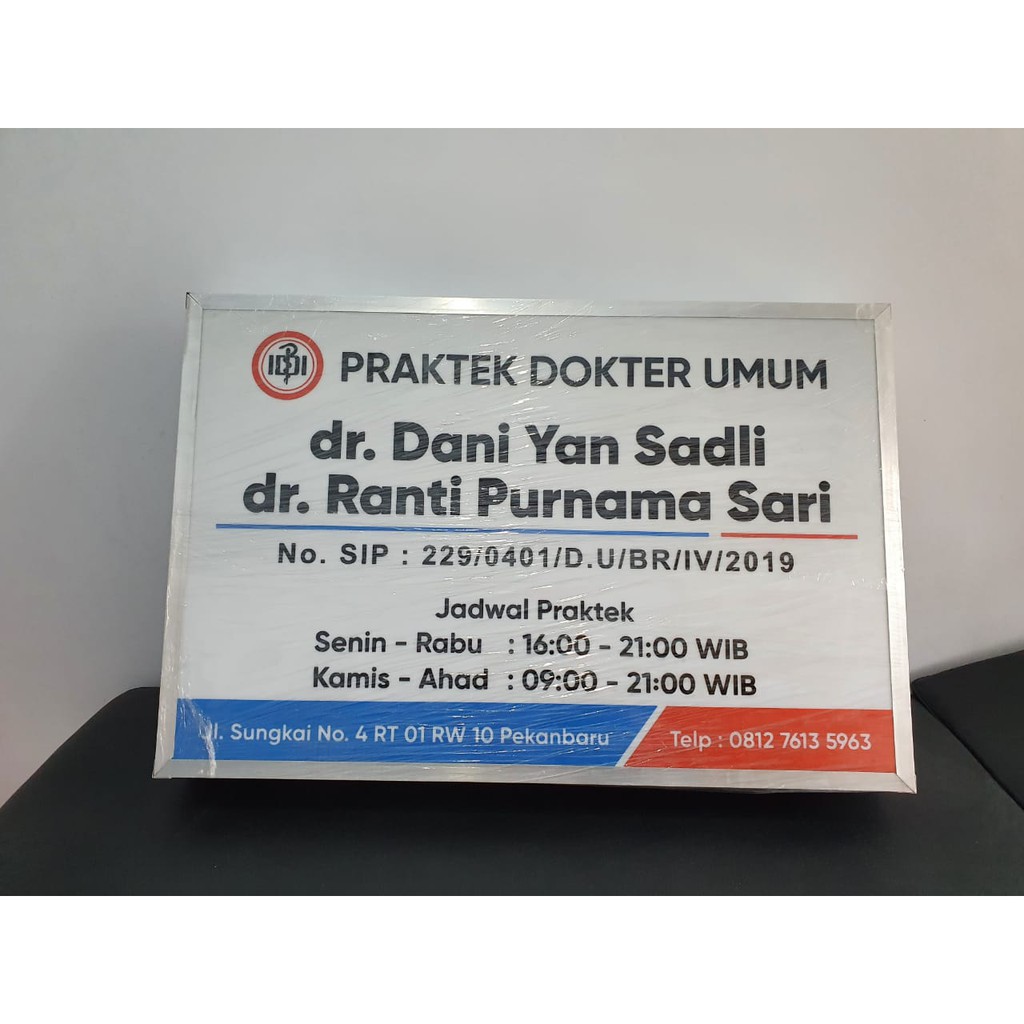 IDI PRAKTEK DOKTER UMUM
dr. Dani Yan Sadli
dr. Ranti Purnama Sari
No. SIP : 229/0401/D.U/BR/IV/2019
Jadwal Praktek
Senin - Rabu : 16:00 - 21:00 WIB
Kamis - Ahad : 09:00 - 21:00 WIB
Jl. Sungkai No. 4 RT 01 RW 10 Pekanbaru
Telp : 0812 7613 5963